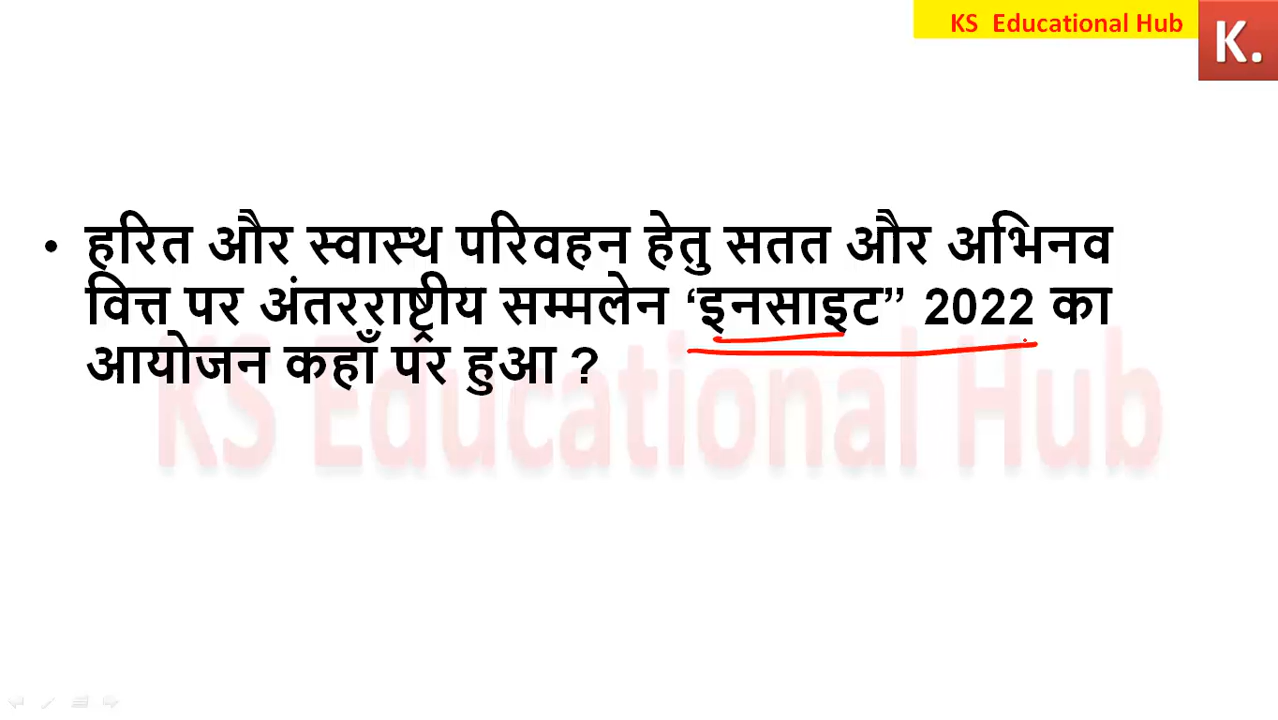 KS Educational Hub
K.
• हरित और स्वास्थ परिवहन हेतु सतत और अभिनव
वित्त पर अंतरराष्ट्रीय सम्मलेन ‘इनसाइट” 2022 का
आयोजन कहाँ पर हुआ ?
KS Educational Hub